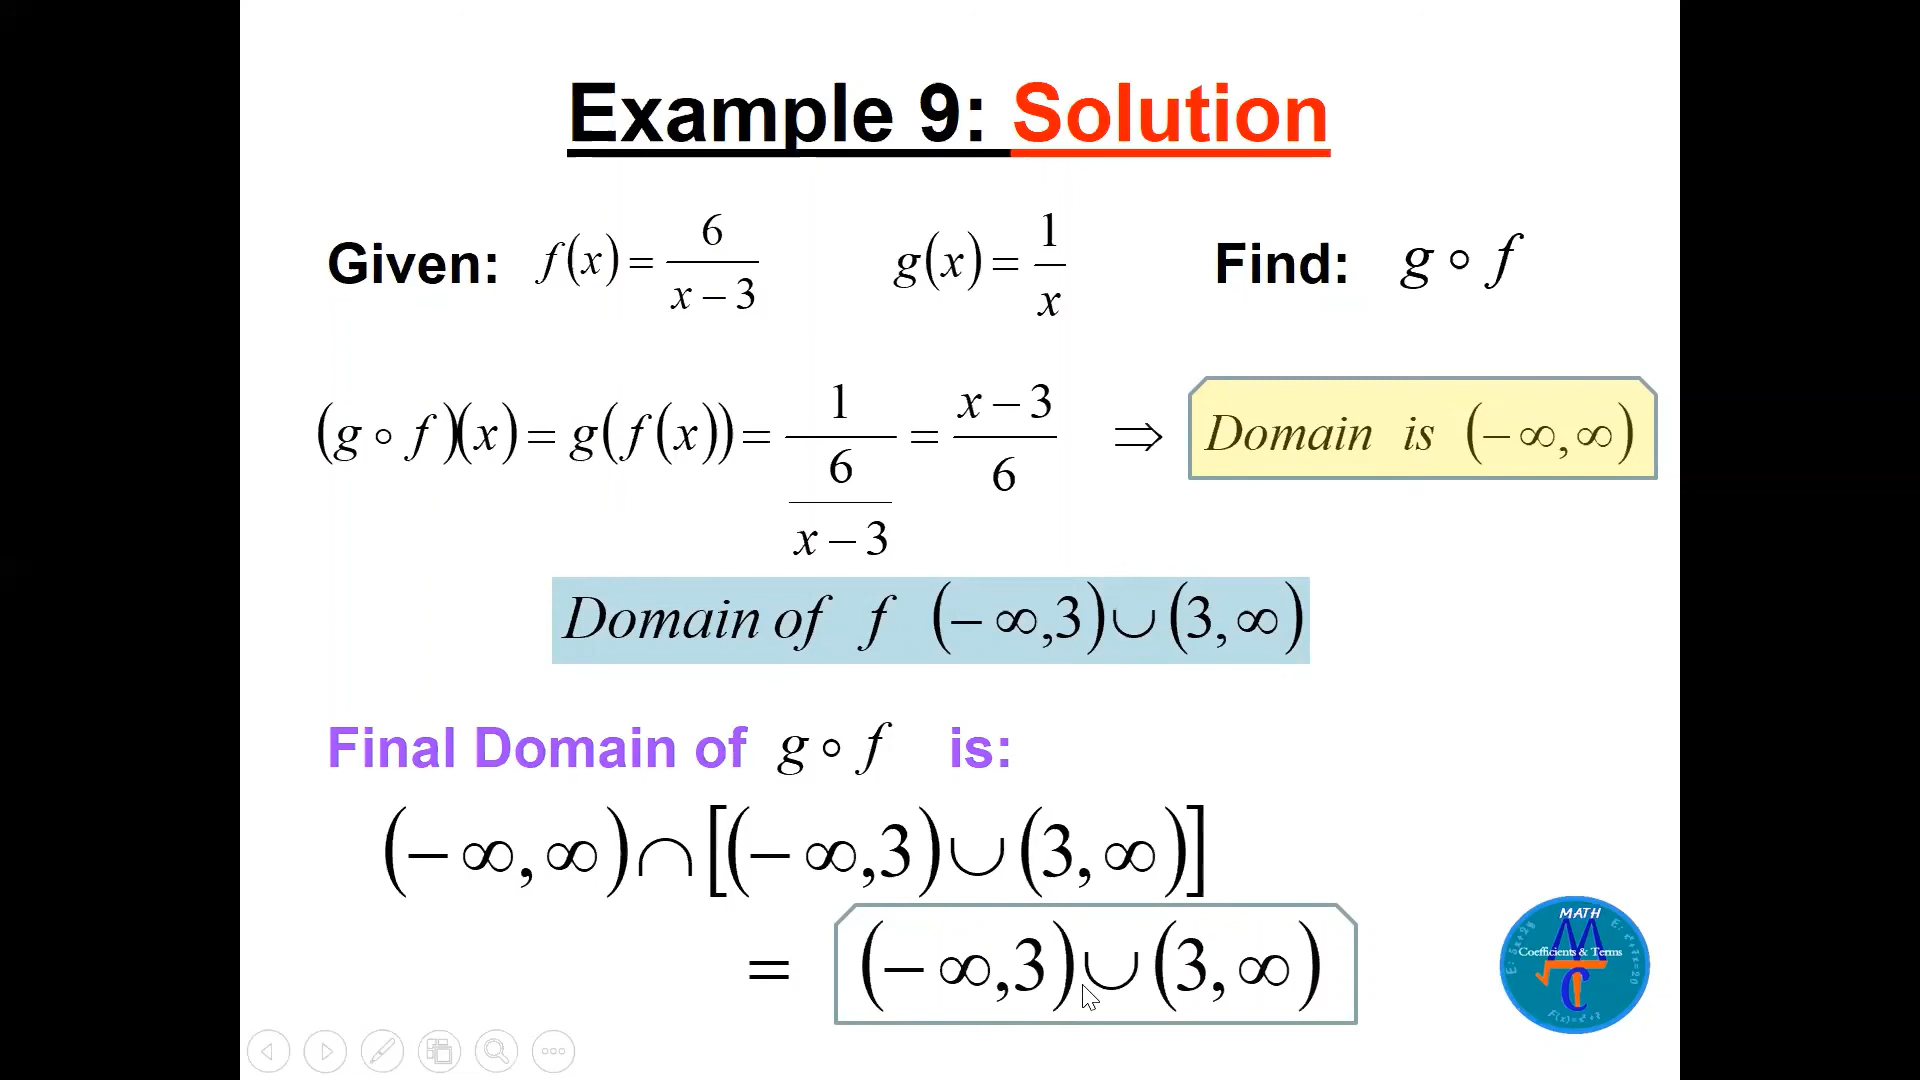 Example 9: Solution
Given: f(x) = 6/(x − 3) g(x) = 1/x Find: g ∘ f
(g ∘ f)(x) = g(f(x)) = 1/(6/(x − 3)) = (x − 3)/6 ⇒ Domain is (−∞, ∞)
Domain of f (−∞,3)∪(3,∞)
Final Domain of g ∘ f is:
(−∞,∞)∩[(−∞,3)∪(3,∞)]
= (−∞,3)∪(3,∞)
MATH
Coefficients & Terms